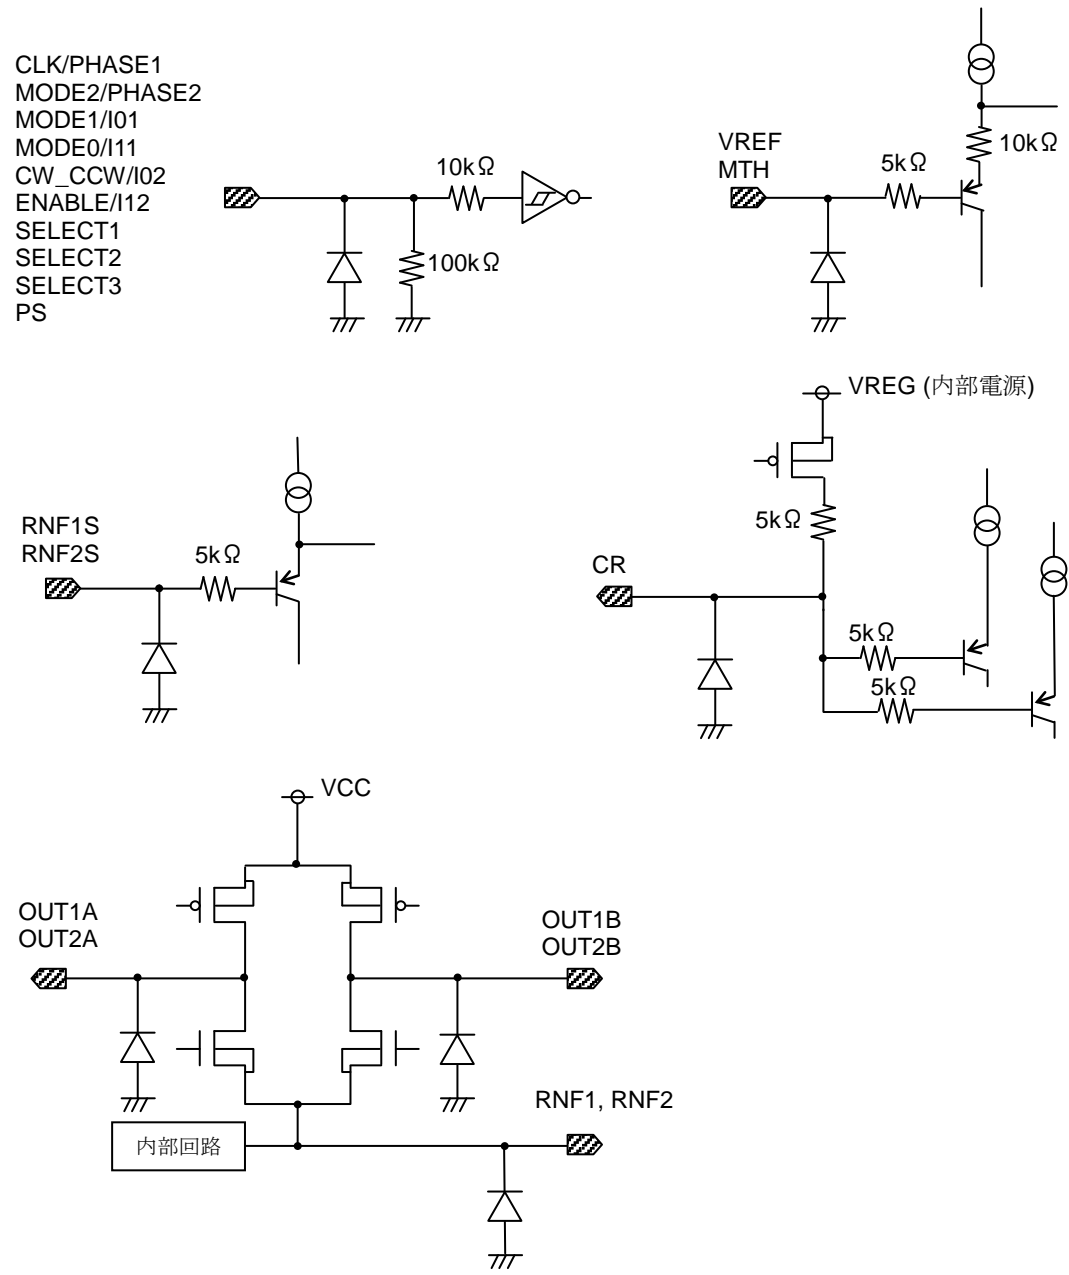 CLK/PHASE1
MODE2/PHASE2
MODE1/I01
MODE0/I11
CW_CCW/I02
ENABLE/I12
SELECT1
SELECT2
SELECT3
PS
10kΩ
100kΩ
VREF
MTH
5kΩ
10kΩ
RNF1S
RNF2S
5kΩ
VREG (内部電源)
5kΩ
CR
5kΩ
5kΩ
VCC
OUT1A
OUT2A
OUT1B
OUT2B
RNF1, RNF2
内部回路